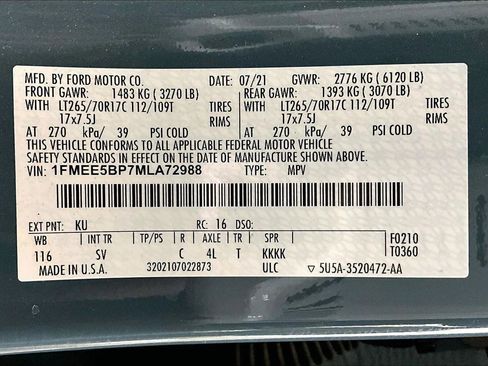 MFD. BY FORD MOTOR CO. 07/21 GVWR: 2776 KG ( 6120 LB)
FRONT GAWR: 1483 KG ( 3270 LB) REAR GAWR: 1393 KG ( 3070 LB)
WITH LT265/70R17C 112/109T TIRES WITH LT265/70R17C 112/109T TIRES
17x7.5J RIMS 17x7.5J RIMS
AT 270 kPa/ 39 PSI COLD AT 270 kPa/ 39 PSI COLD
THIS VEHICLE CONFORMS TO ALL APPLICABLE FEDERAL MOTOR VEHICLE
SAFETY STANDARDS IN EFFECT ON THE DATE OF MANUFACTURE SHOWN ABOVE.
VIN: 1FMEE5BP7MLA72988 TYPE: MPV
EXT PNT: KU RC: 16 DSO:
WB INT TR TP/PS R AXLE TR SPR F0210
116 SV C 4L T KKKK T0360
MADE IN U.S.A. 3202107022873 ULC 5U5A-3520472-AA